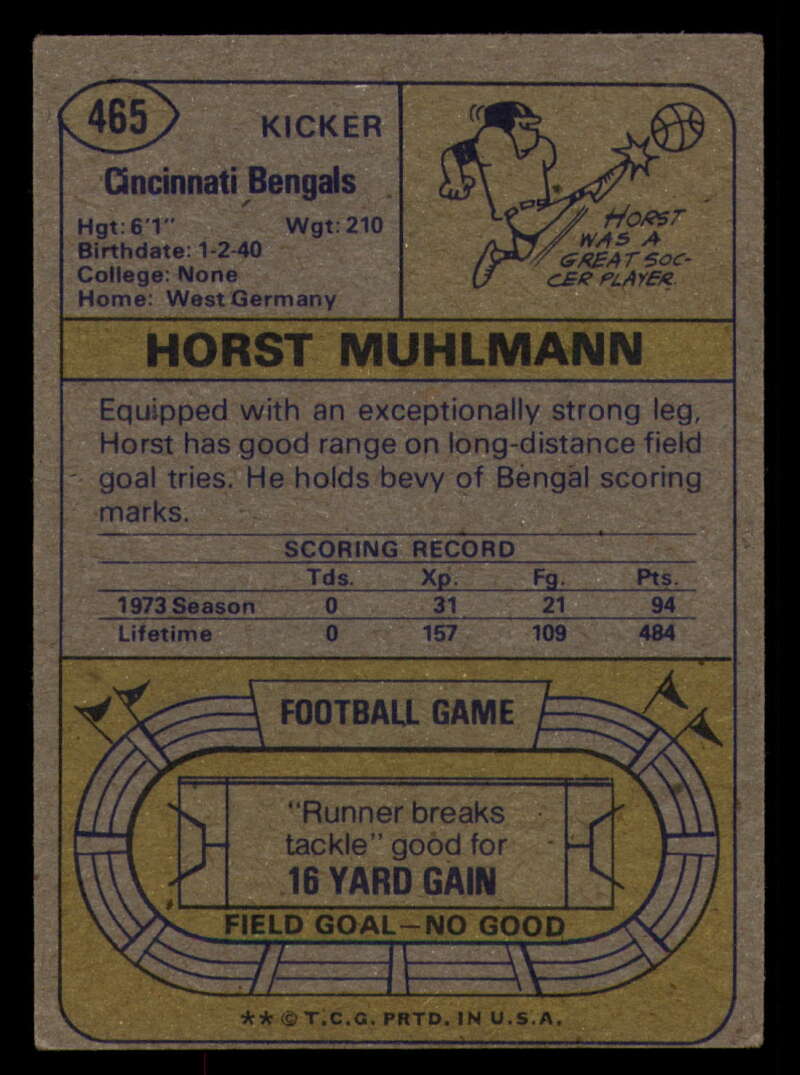 465
KICKER
Cincinnati Bengals
Hgt: 6'1" Wgt: 210
Birthdate: 1-2-40
College: None
Home: West Germany
HORST
WAS A
GREAT SOC-
CER PLAYER.
HORST MUHLMANN
Equipped with an exceptionally strong leg,
Horst has good range on long-distance field
goal tries. He holds bevy of Bengal scoring
marks.
SCORING RECORD
Tds. Xp. Fg. Pts.
1973 Season 0 31 21 94
Lifetime 0 157 109 484
FOOTBALL GAME
"Runner breaks
tackle" good for
16 YARD GAIN
FIELD GOAL—NO GOOD
** © T.C.G. PRTD. IN U.S.A.